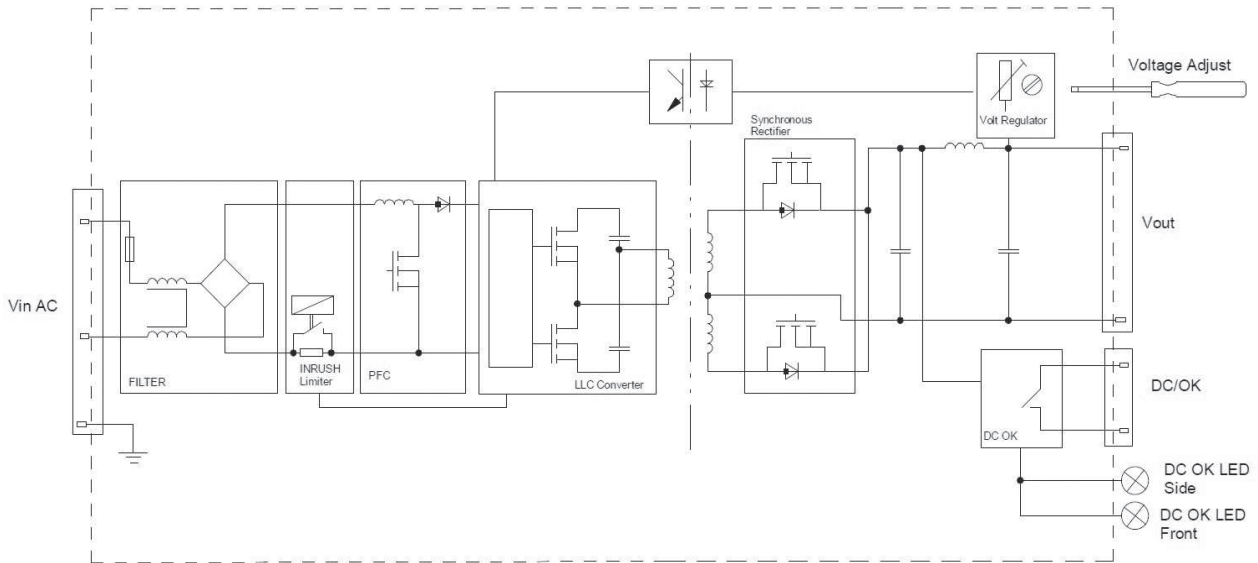 Voltage Adjust
Volt Regulator
Synchronous
Rectifier
Vout
Vin AC
FILTER
INRUSH
Limiter
PFC
LLC Converter
DC/OK
DC OK
DC OK LED
Side
DC OK LED
Front